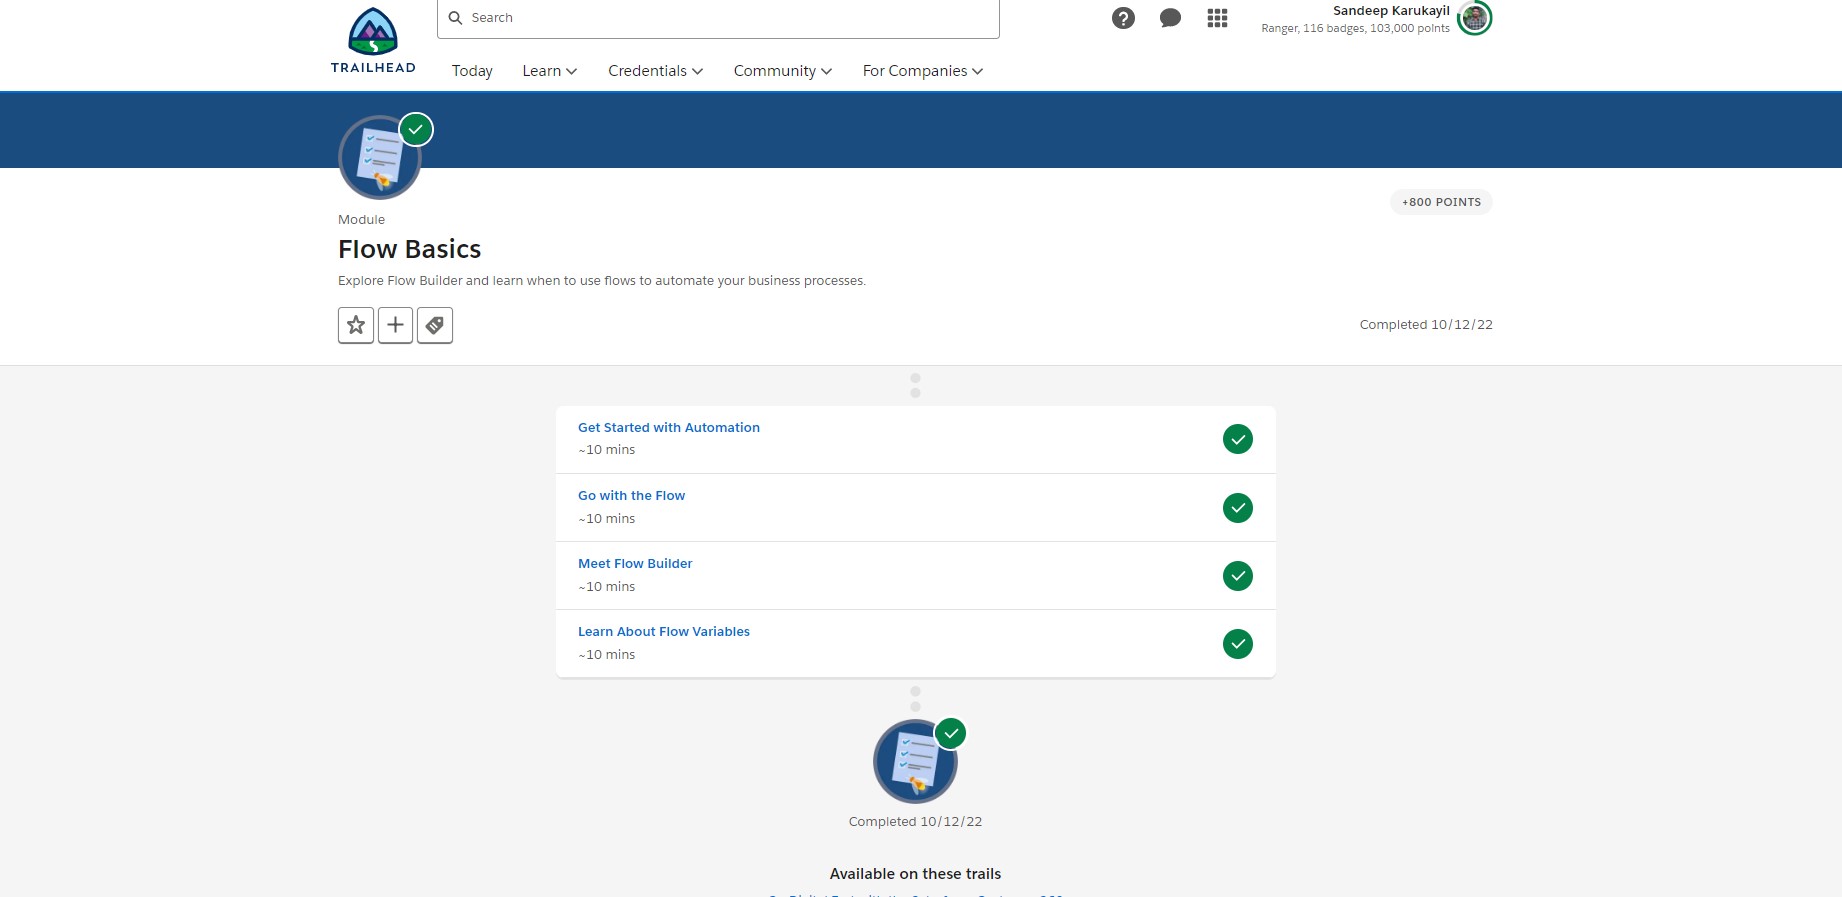 Search
Sandeep Karukayil
Ranger, 116 badges, 103,000 points
TRAILHEAD
Today
Learn
Credentials
Community
For Companies
+800 POINTS
Module
Flow Basics
Explore Flow Builder and learn when to use flows to automate your business processes.
Completed 10/12/22
Get Started with Automation
~10 mins
Go with the Flow
~10 mins
Meet Flow Builder
~10 mins
Learn About Flow Variables
~10 mins
Completed 10/12/22
Available on these trails